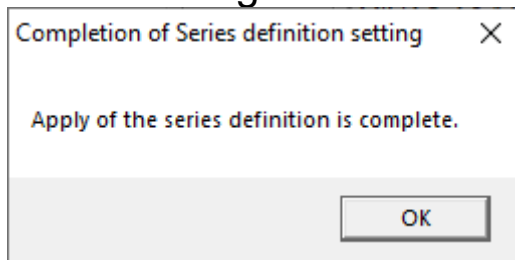 Completion of Series definition setting
Apply of the series definition is complete.
OK